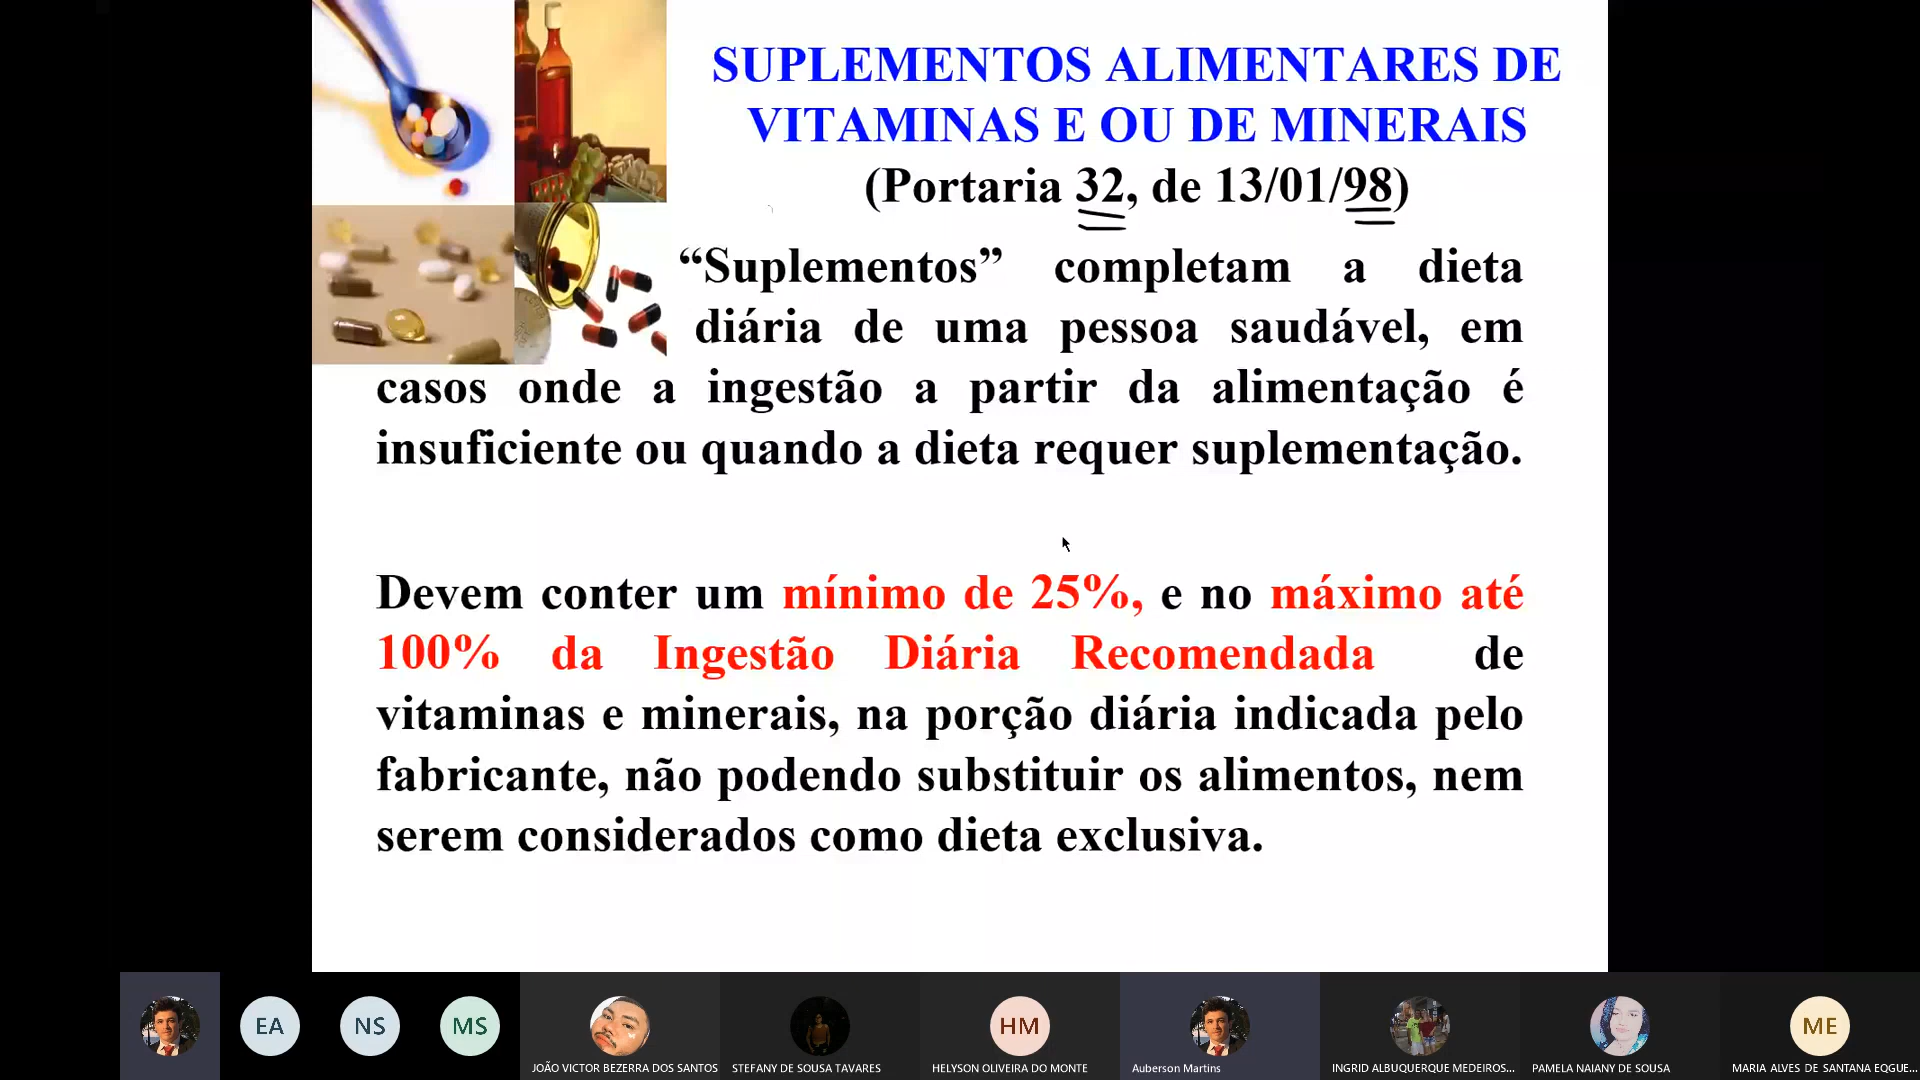 SUPLEMENTOS ALIMENTARES DE
VITAMINAS E OU DE MINERAIS
(Portaria 32, de 13/01/98)
“Suplementos” completam a dieta
diária de uma pessoa saudável, em
casos onde a ingestão a partir da alimentação é
insuficiente ou quando a dieta requer suplementação.
Devem conter um mínimo de 25%, e no máximo até
100% da Ingestão Diária Recomendada de
vitaminas e minerais, na porção diária indicada pelo
fabricante, não podendo substituir os alimentos, nem
serem considerados como dieta exclusiva.
EA
NS
MS
HM
ME
JOÃO VICTOR BEZERRA DOS SANTOS
STEFANY DE SOUSA TAVARES
HELYSON OLIVEIRA DO MONTE
Auberson Martins
INGRID ALBUQUERQUE MEDEIROS...
PAMELA NAIANY DE SOUSA
MARIA ALVES DE SANTANA EQGUE...